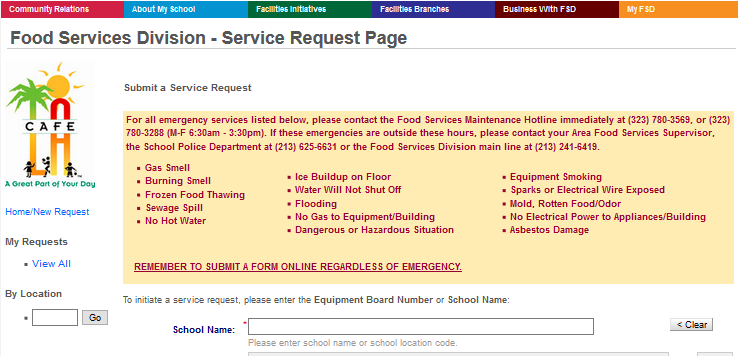 Community Relations About My School Facilities Initiatives Facilities Branches Business With FSD My FSD
Food Services Division - Service Request Page
CAFE
LA
A Great Part of Your Day
Home/New Request
My Requests
View All
By Location
Go
Submit a Service Request
For all emergency services listed below, please contact the Food Services Maintenance Hotline immediately at (323) 780-3569, or (323)
780-3288 (M-F 6:30am - 3:30pm). If these emergencies are outside these hours, please contact your Area Food Services Supervisor,
the School Police Department at (213) 625-6631 or the Food Services Division main line at (213) 241-6419.
Gas Smell
Burning Smell
Frozen Food Thawing
Sewage Spill
No Hot Water
Ice Buildup on Floor
Water Will Not Shut Off
Flooding
No Gas to Equipment/Building
Dangerous or Hazardous Situation
Equipment Smoking
Sparks or Electrical Wire Exposed
Mold, Rotten Food/Odor
No Electrical Power to Appliances/Building
Asbestos Damage
REMEMBER TO SUBMIT A FORM ONLINE REGARDLESS OF EMERGENCY.
To initiate a service request, please enter the Equipment Board Number or School Name:
School Name: * < Clear
Please enter school name or school location code.